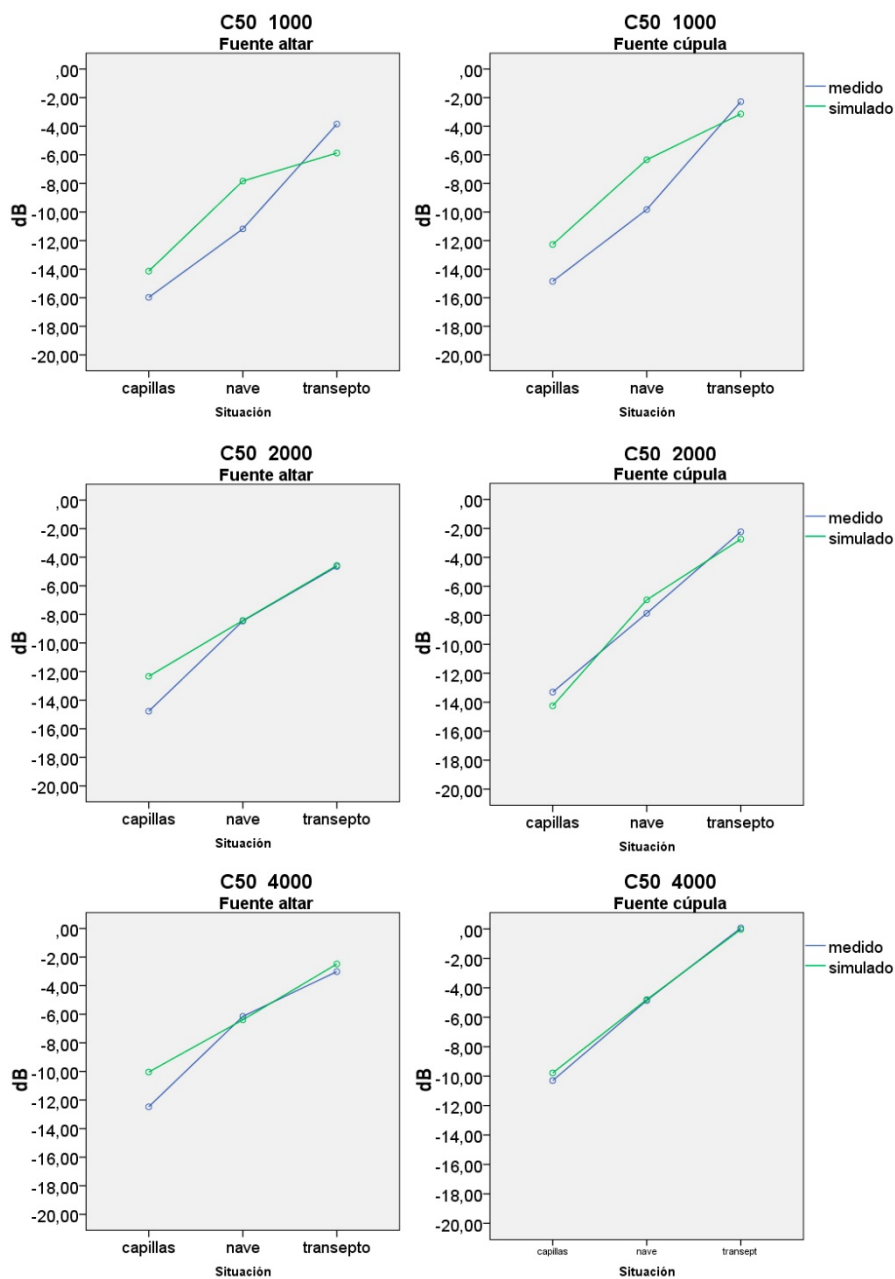 C50 1000
Fuente altar
,00
-2,00
-4,00
-6,00
-8,00
-10,00
-12,00
-14,00
-16,00
-18,00
-20,00
dB
capillas nave transepto
Situación
C50 1000
Fuente cúpula
,00
-2,00
-4,00
-6,00
-8,00
-10,00
-12,00
-14,00
-16,00
-18,00
-20,00
dB
capillas nave transepto
Situación
medido
simulado
C50 2000
Fuente altar
,00
-2,00
-4,00
-6,00
-8,00
-10,00
-12,00
-14,00
-16,00
-18,00
-20,00
dB
capillas nave transepto
Situación
C50 2000
Fuente cúpula
,00
-2,00
-4,00
-6,00
-8,00
-10,00
-12,00
-14,00
-16,00
-18,00
-20,00
dB
capillas nave transepto
Situación
medido
simulado
C50 4000
Fuente altar
,00
-2,00
-4,00
-6,00
-8,00
-10,00
-12,00
-14,00
-16,00
-18,00
-20,00
dB
capillas nave transepto
Situación
C50 4000
Fuente cúpula
,00
-2,00
-4,00
-6,00
-8,00
-10,00
-12,00
-14,00
-16,00
-18,00
-20,00
dB
capillas nave transept
Situación
medido
simulado